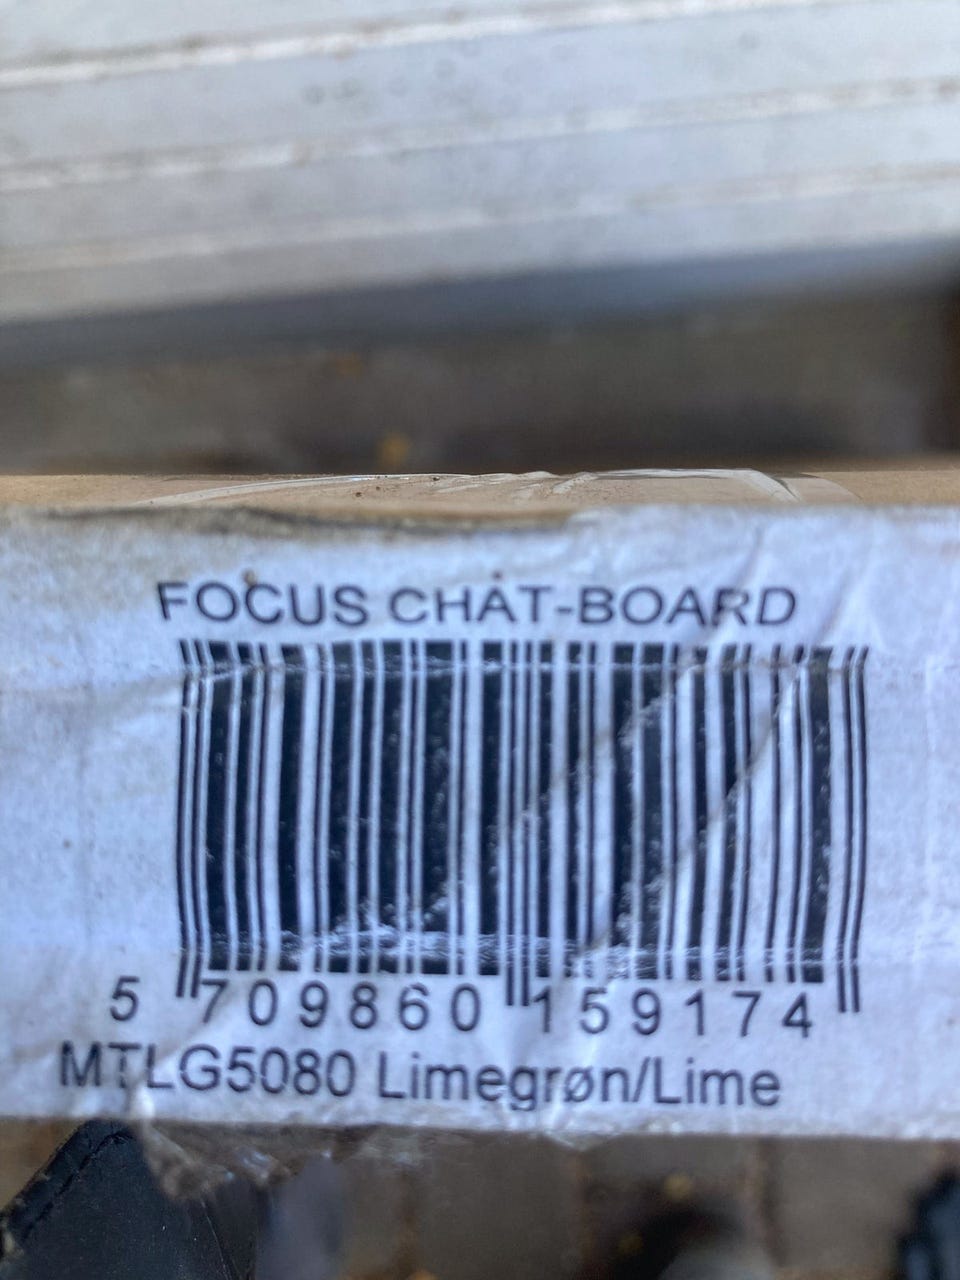 FOCUS CHAT-BOARD
5 709860 159174
MTLG5080 Limegrøn/Lime